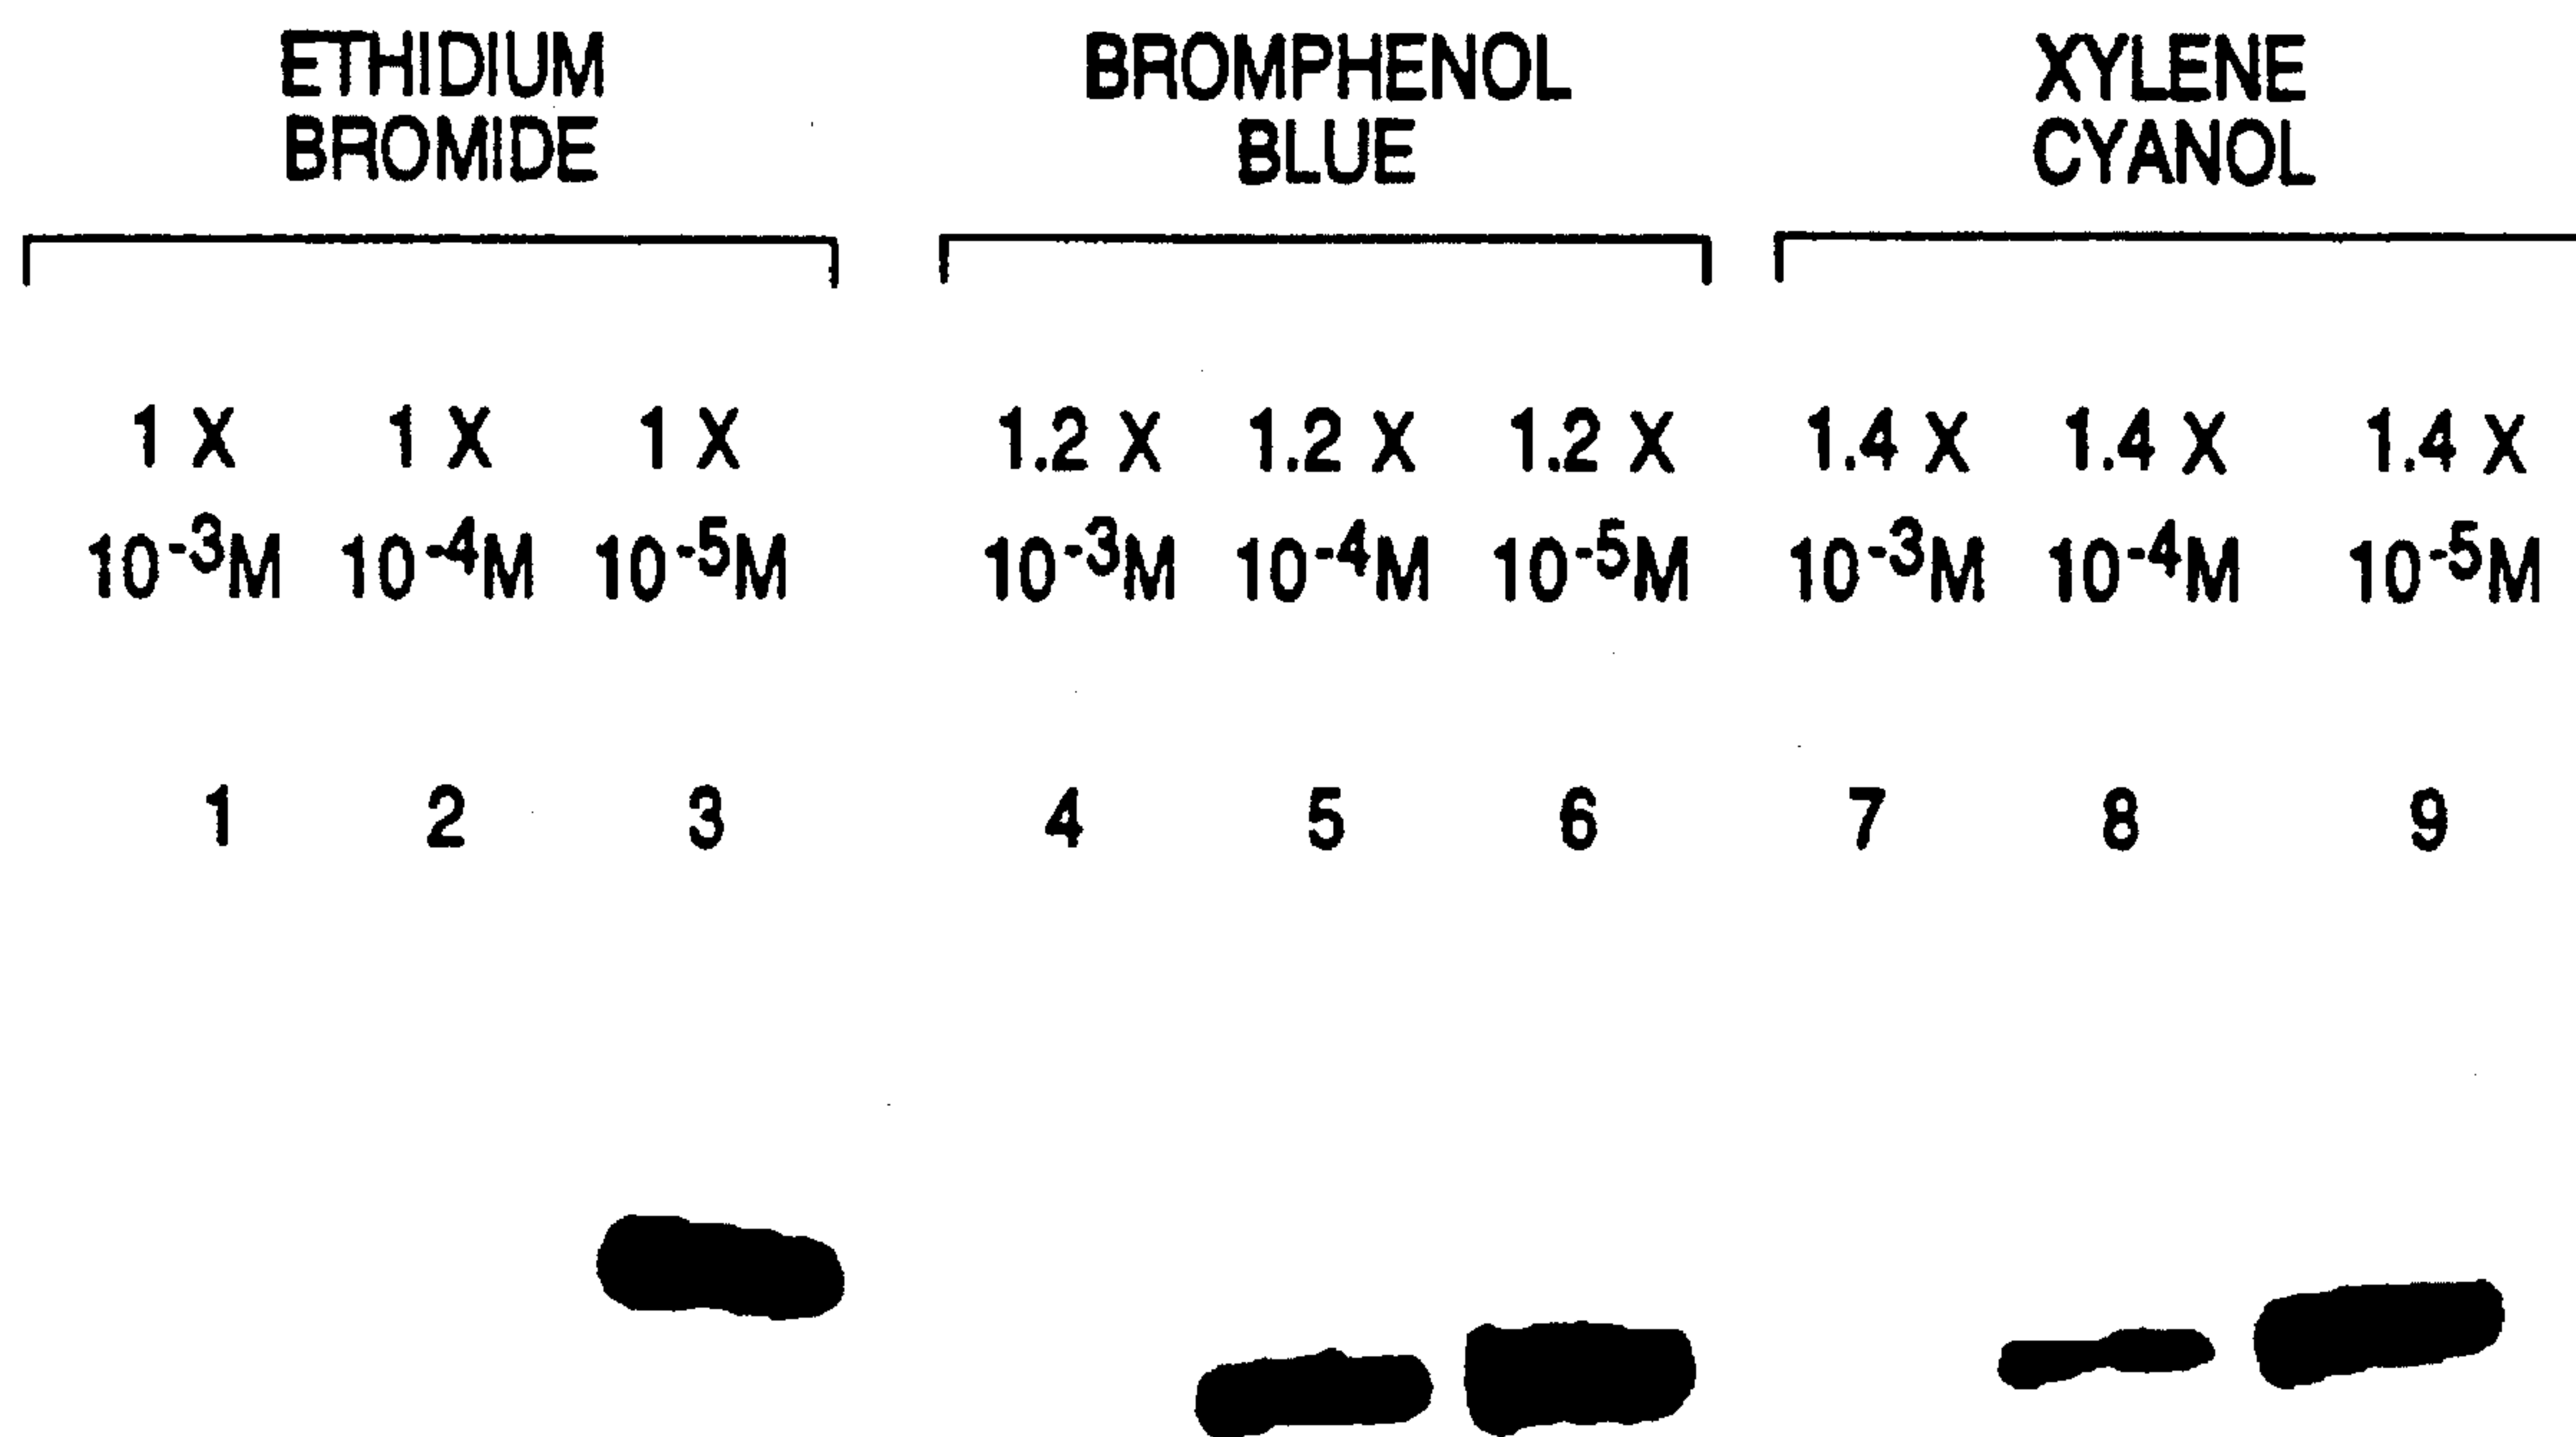 ETHIDIUM
BROMIDE
BROMPHENOL
BLUE
XYLENE
CYANOL
1 X 1 X 1 X 1.2 X 1.2 X 1.2 X 1.4 X 1.4 X 1.4 X
10⁻³M 10⁻⁴M 10⁻⁵M 10⁻³M 10⁻⁴M 10⁻⁵M 10⁻³M 10⁻⁴M 10⁻⁵M
1 2 3 4 5 6 7 8 9